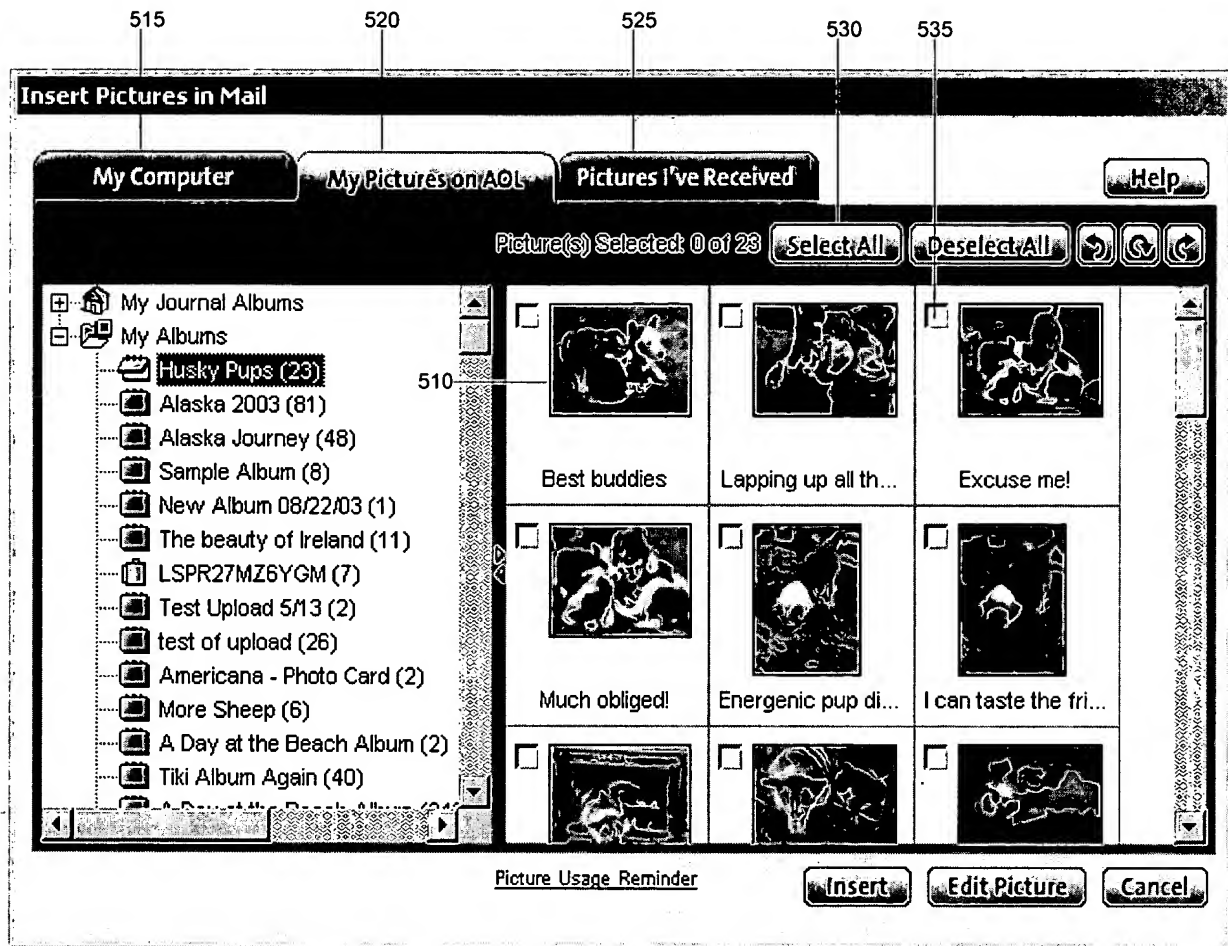 515 520 525 530 535
Insert Pictures in Mail
My Computer My Pictures on AOL Pictures I've Received Help
Picture(s) Selected: 0 of 23 Select All Deselect All
My Journal Albums
My Albums
Husky Pups (23)
510
Alaska 2003 (81)
Alaska Journey (48)
Sample Album (8)
New Album 08/22/03 (1)
The beauty of Ireland (11)
LSPR27MZ6YGM (7)
Test Upload 5/13 (2)
test of upload (26)
Americana - Photo Card (2)
More Sheep (6)
A Day at the Beach Album (2)
Tiki Album Again (40)
A Day at the Beach Album
Best buddies Lapping up all th... Excuse me!
Much obliged! Energenic pup di... I can taste the fri...
Picture Usage Reminder Insert Edit Picture Cancel